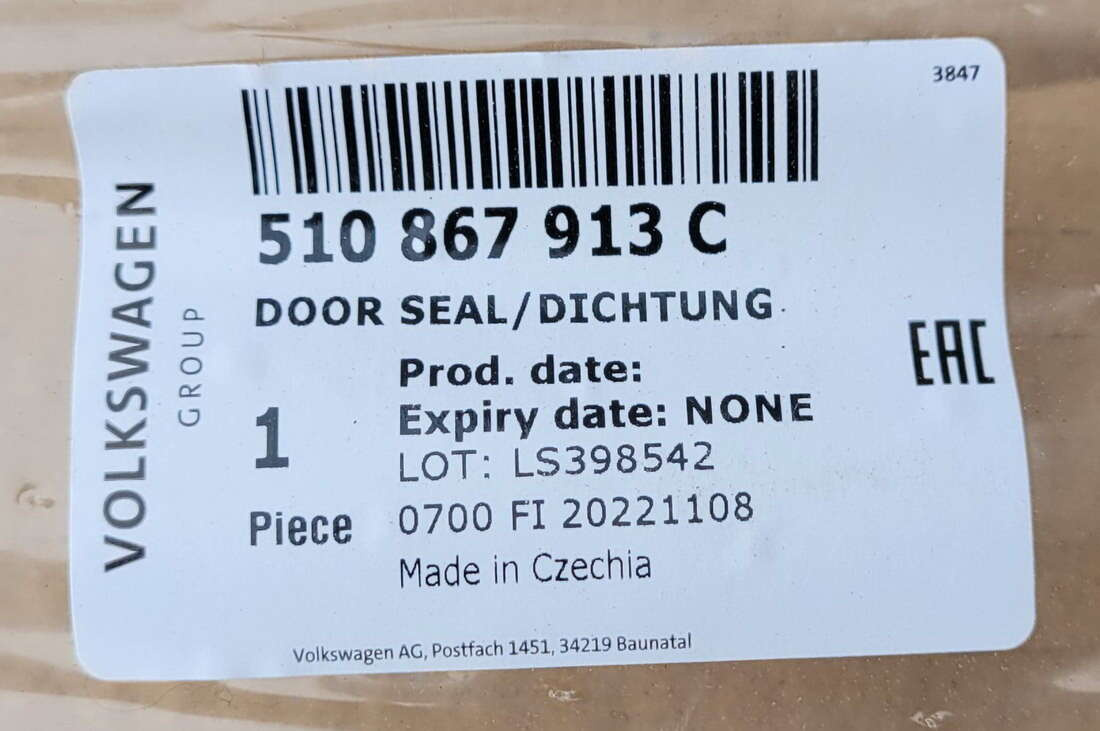 3847
VOLKSWAGEN
GROUP
510 867 913 C
DOOR SEAL/DICHTUNG
EAC
1
Piece
Prod. date:
Expiry date: NONE
LOT: LS398542
0700 FI 20221108
Made in Czechia
Volkswagen AG, Postfach 1451, 34219 Baunatal